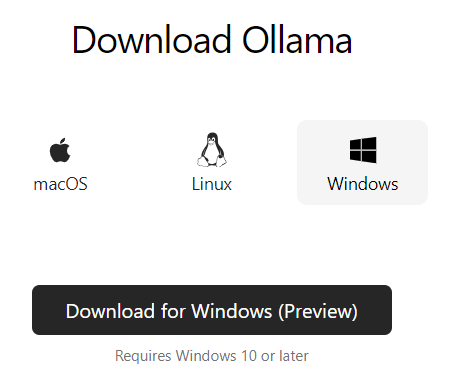 Download Ollama
macOS
Linux
Windows
Download for Windows (Preview)
Requires Windows 10 or later